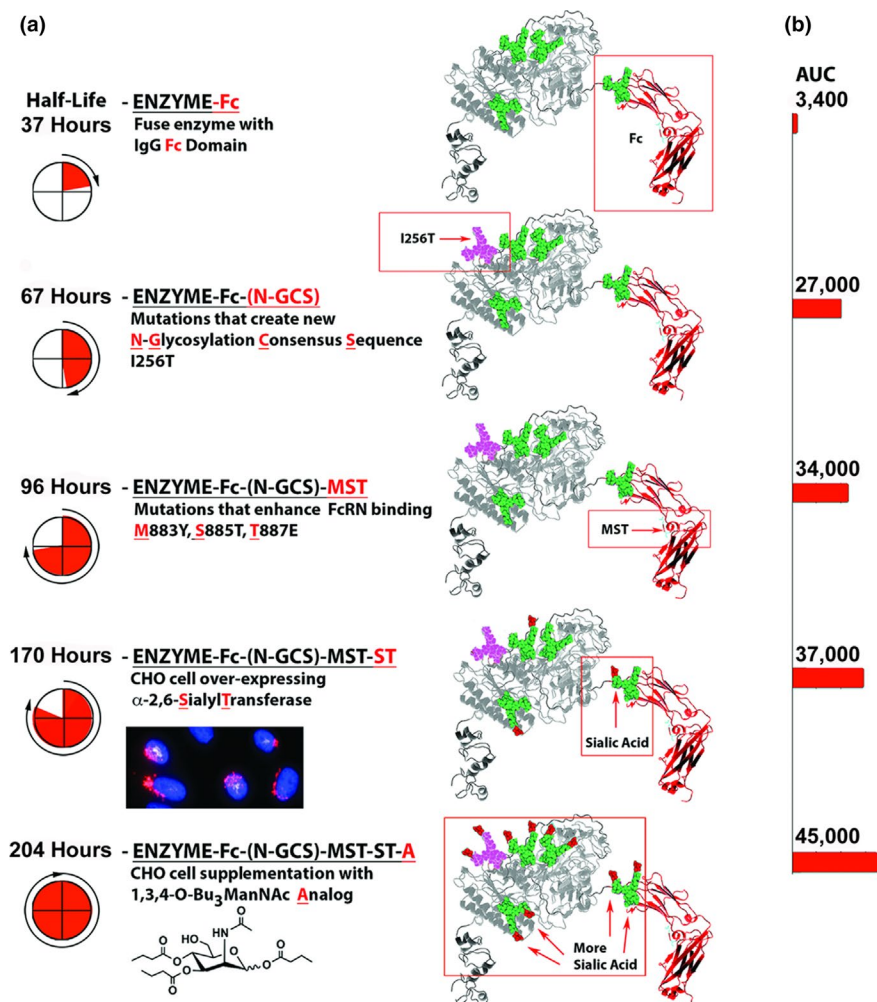 (a)
(b)
Half-Life
37 Hours
- ENZYME-Fc
Fuse enzyme with
IgG Fc Domain
Fc
AUC
3,400
I256T
67 Hours
- ENZYME-Fc-(N-GCS)
Mutations that create new
N-Glycosylation Consensus Sequence
I256T
27,000
96 Hours
- ENZYME-Fc-(N-GCS)-MST
Mutations that enhance FcRN binding
M883Y, S885T, T887E
MST
34,000
170 Hours
- ENZYME-Fc-(N-GCS)-MST-ST
CHO cell over-expressing
α-2,6-SialylTransferase
Sialic Acid
37,000
204 Hours
- ENZYME-Fc-(N-GCS)-MST-ST-A
CHO cell supplementation with
1,3,4-O-Bu3ManNAc Analog
More
Sialic Acid
45,000
O
HO
H
N
O
O
O
O
O
O
O